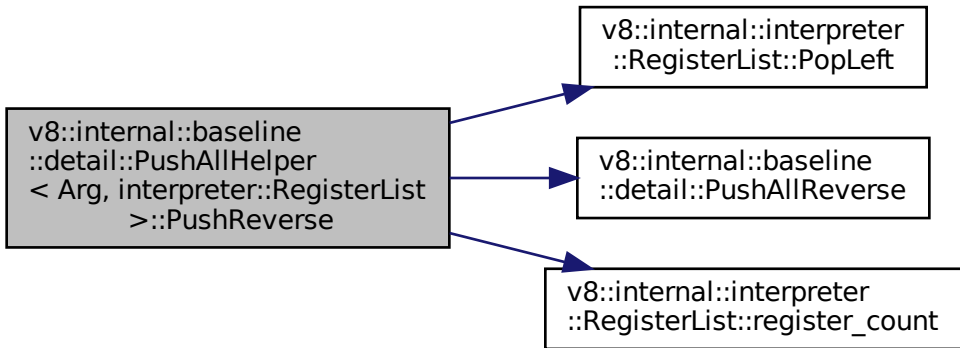 v8::internal::baseline
::detail::PushAllHelper
< Arg, interpreter::RegisterList
>::PushReverse
v8::internal::interpreter
::RegisterList::PopLeft
v8::internal::baseline
::detail::PushAllReverse
v8::internal::interpreter
::RegisterList::register_count